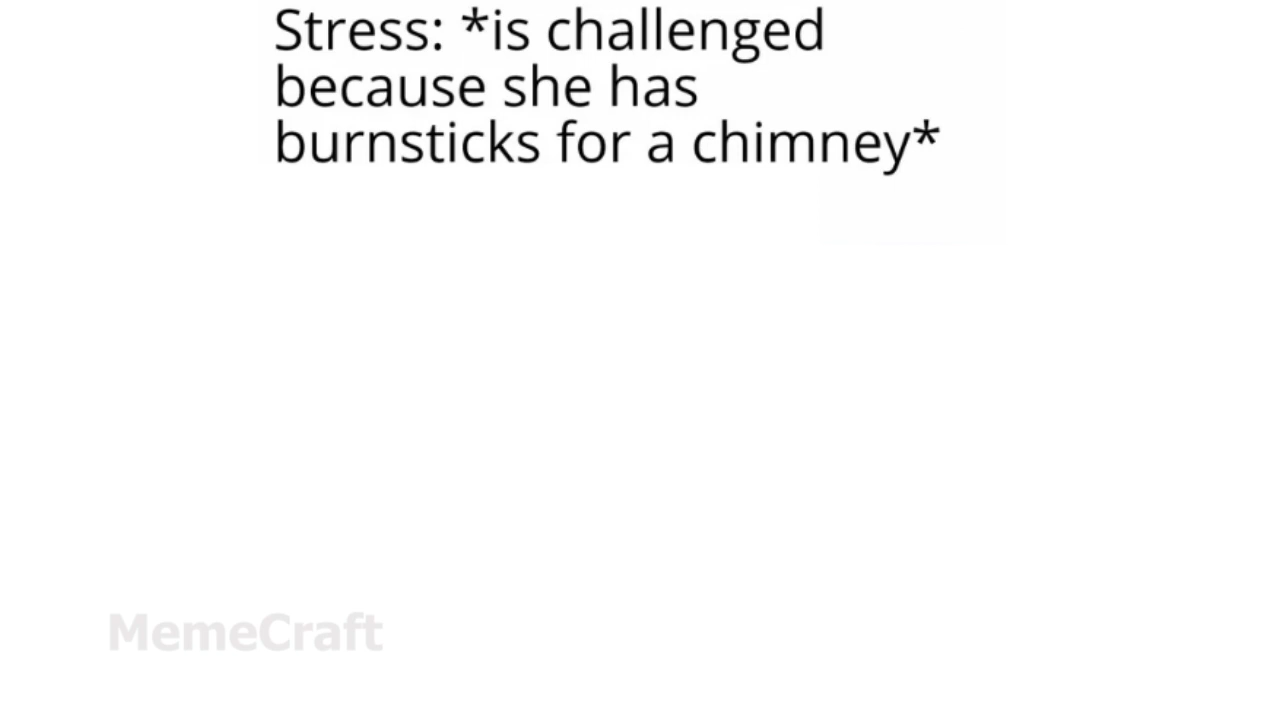 Stress: *is challenged
because she has
burnsticks for a chimney*
MemeCraft